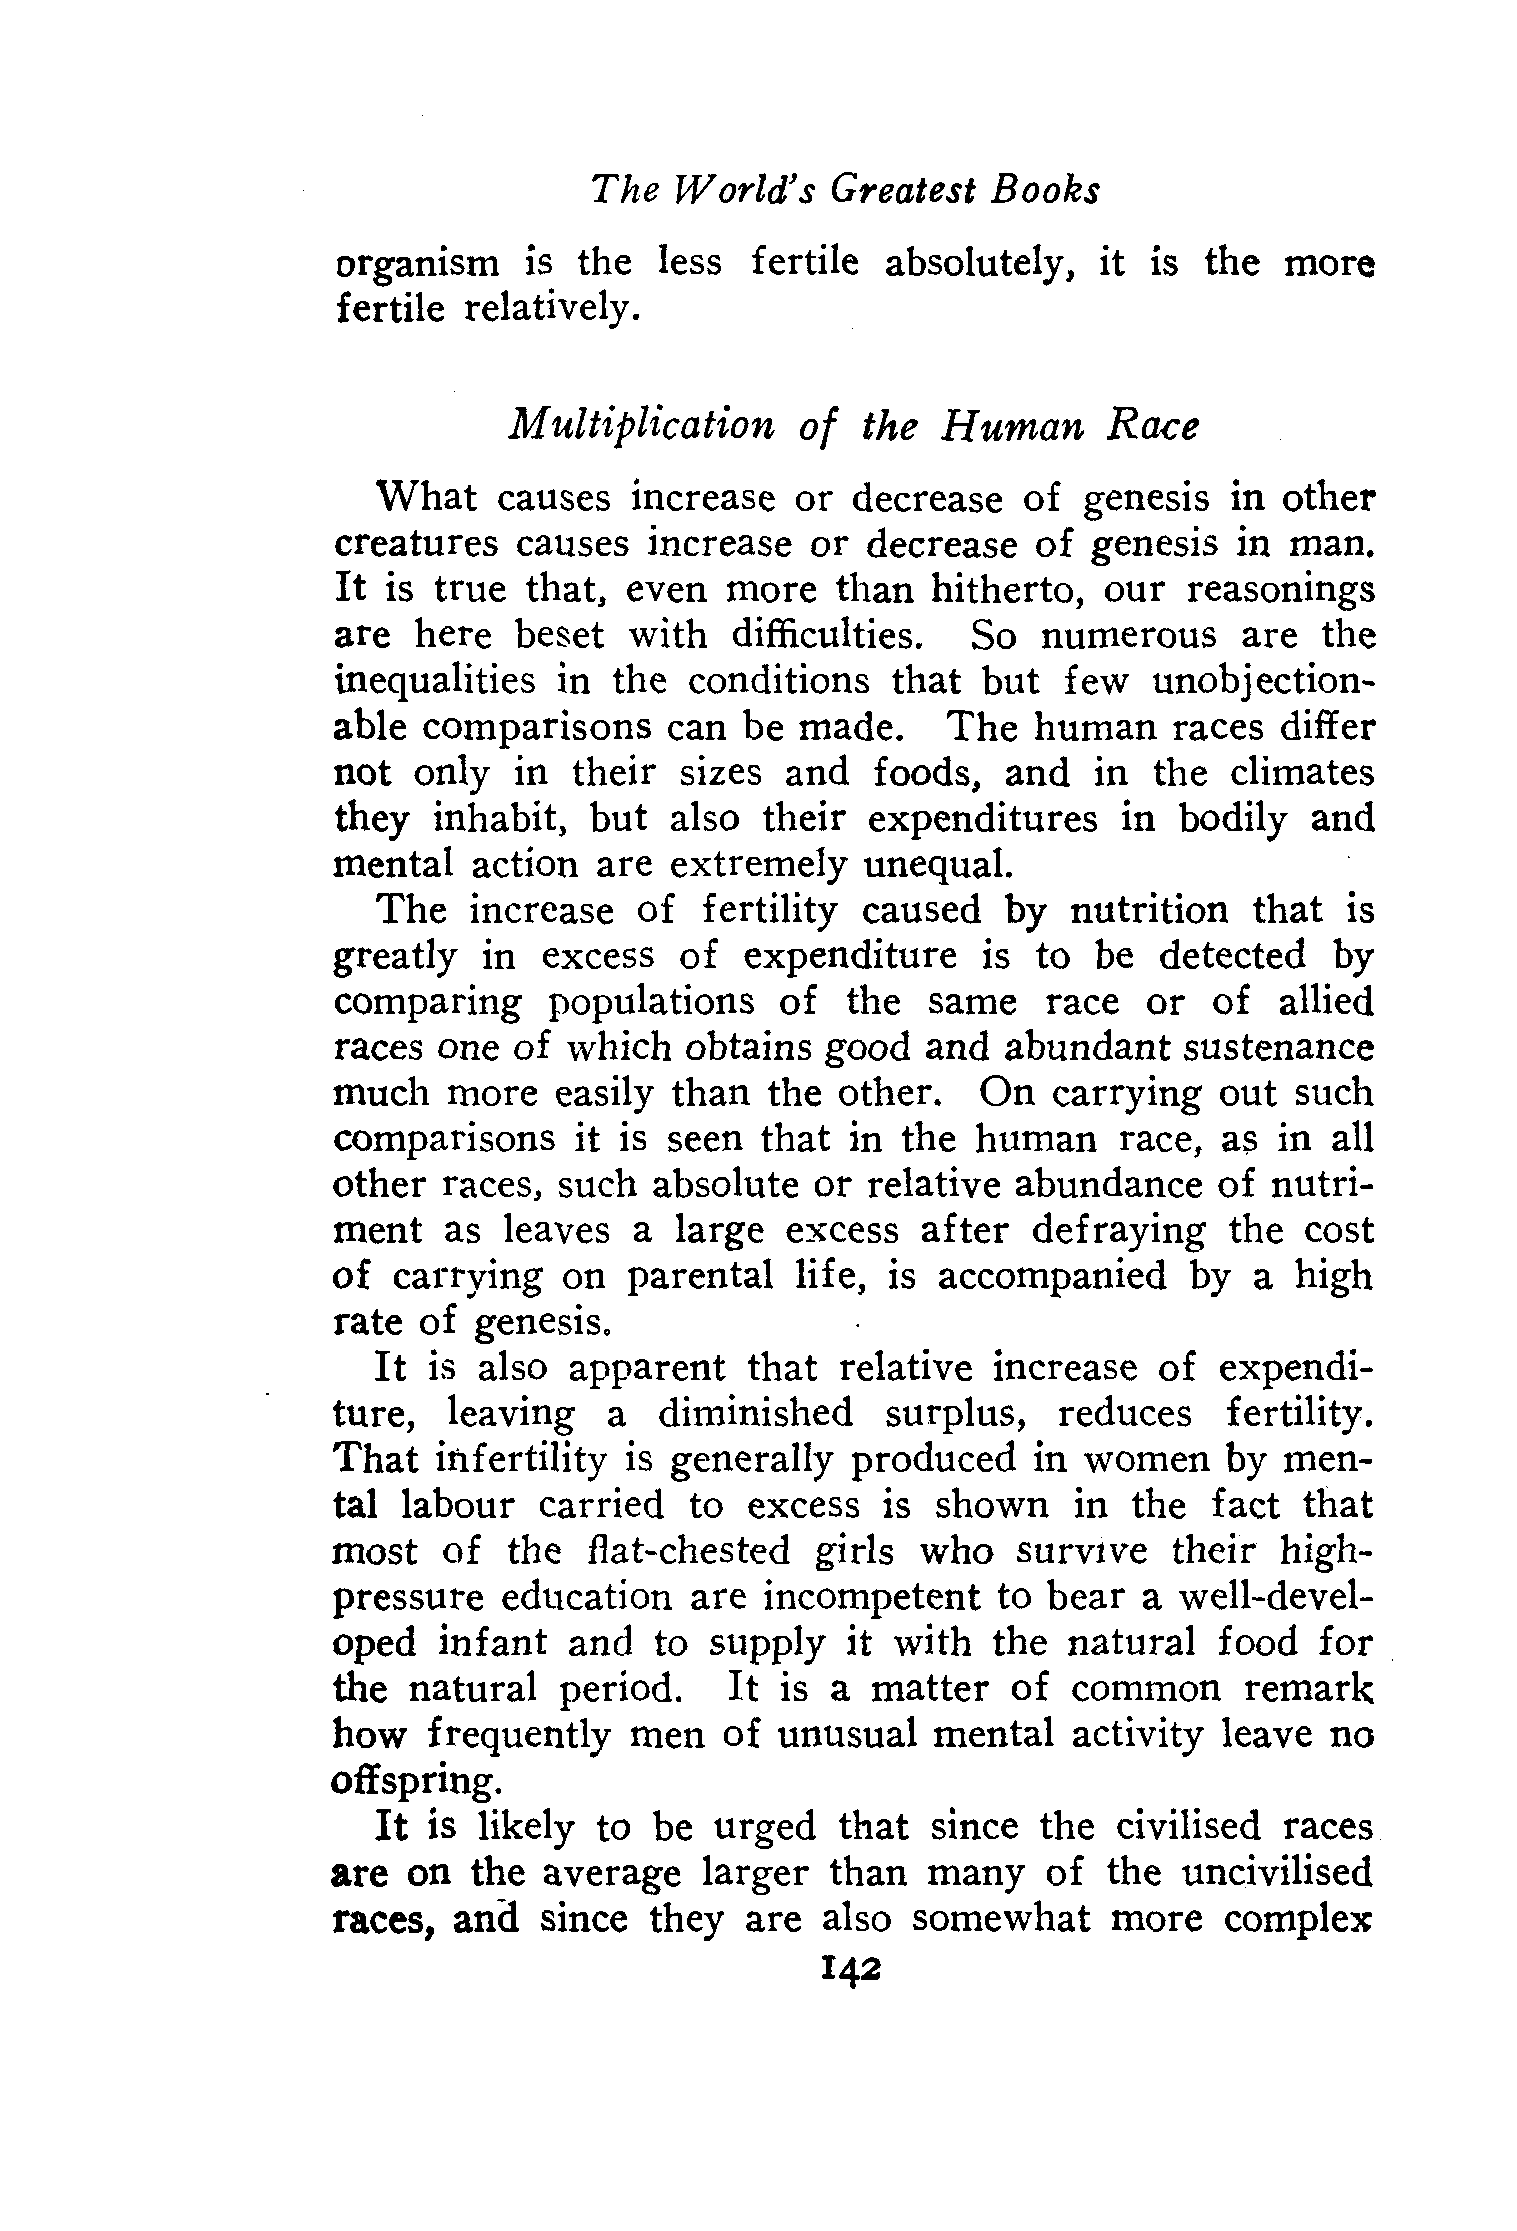 The World's Greatest Books
organism is the less fertile absolutely, it is the more
fertile relatively.
Multiplication of the Human Race
What causes increase or decrease of genesis in other
creatures causes increase or decrease of genesis in man.
It is true that, even more than hitherto, our reasonings
are here beset with difficulties. So numerous are the
inequalities in the conditions that but few unobjection-
able comparisons can be made. The human races differ
not only in their sizes and foods, and in the climates
they inhabit, but also their expenditures in bodily and
mental action are extremely unequal.
The increase of fertility caused by nutrition that is
greatly in excess of expenditure is to be detected by
comparing populations of the same race or of allied
races one of which obtains good and abundant sustenance
much more easily than the other. On carrying out such
comparisons it is seen that in the human race, as in all
other races, such absolute or relative abundance of nutri-
ment as leaves a large excess after defraying the cost
of carrying on parental life, is accompanied by a high
rate of genesis.
It is also apparent that relative increase of expendi-
ture, leaving a diminished surplus, reduces fertility.
That infertility is generally produced in women by men-
tal labour carried to excess is shown in the fact that
most of the flat-chested girls who survive their high-
pressure education are incompetent to bear a well-devel-
oped infant and to supply it with the natural food for
the natural period. It is a matter of common remark
how frequently men of unusual mental activity leave no
offspring.
It is likely to be urged that since the civilised races
are on the average larger than many of the uncivilised
races, and since they are also somewhat more complex
142